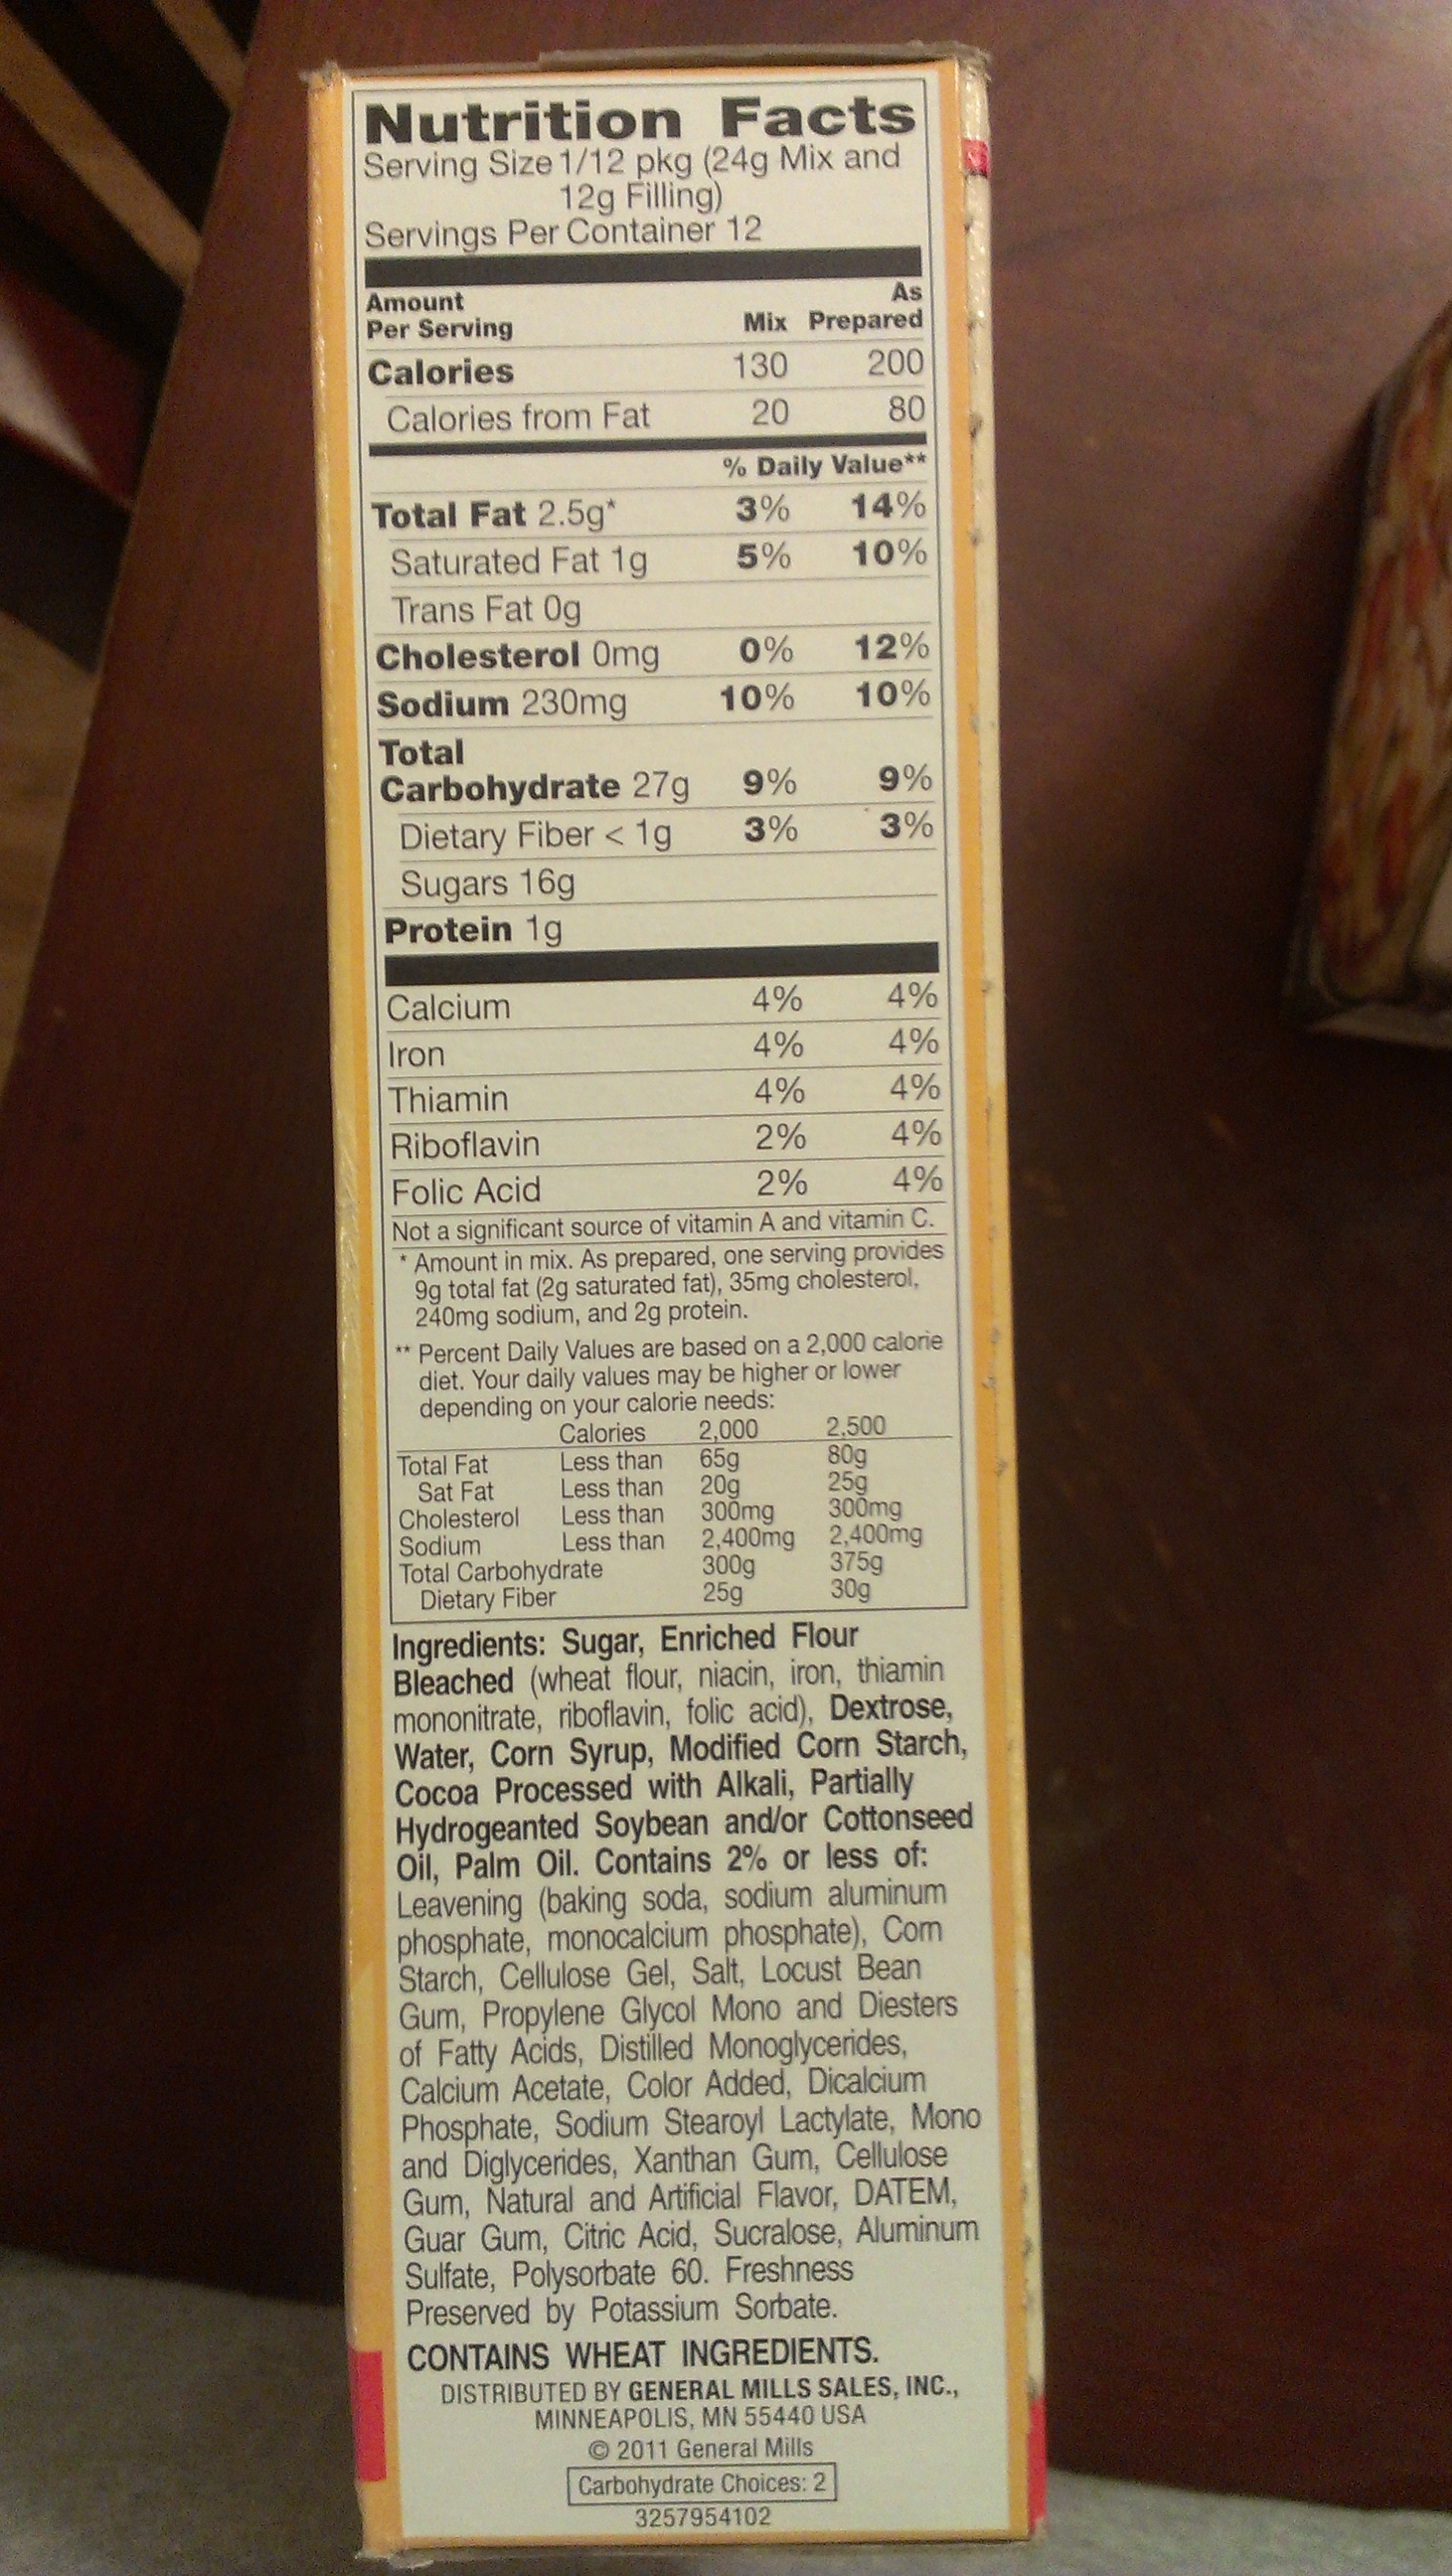 Nutrition Facts
Serving Size 1/12 pkg (24g Mix and
12g Filling)
Servings Per Container 12
Amount As
Per Serving Mix Prepared
Calories 130 200
Calories from Fat 20 80
% Daily Value**
Total Fat 2.5g* 3% 14%
Saturated Fat 1g 5% 10%
Trans Fat 0g
Cholesterol 0mg 0% 12%
Sodium 230mg 10% 10%
Total
Carbohydrate 27g 9% 9%
Dietary Fiber < 1g 3% 3%
Sugars 16g
Protein 1g
Calcium 4% 4%
Iron 4% 4%
Thiamin 4% 4%
Riboflavin 2% 4%
Folic Acid 2% 4%
Not a significant source of vitamin A and vitamin C.
* Amount in mix. As prepared, one serving provides
9g total fat (2g saturated fat), 35mg cholesterol,
240mg sodium, and 2g protein.
** Percent Daily Values are based on a 2,000 calorie
diet. Your daily values may be higher or lower
depending on your calorie needs:
Calories 2,000 2,500
Total Fat Less than 65g 80g
Sat Fat Less than 20g 25g
Cholesterol Less than 300mg 300mg
Sodium Less than 2,400mg 2,400mg
Total Carbohydrate 300g 375g
Dietary Fiber 25g 30g
Ingredients: Sugar, Enriched Flour
Bleached (wheat flour, niacin, iron, thiamin
mononitrate, riboflavin, folic acid), Dextrose,
Water, Corn Syrup, Modified Corn Starch,
Cocoa Processed with Alkali, Partially
Hydrogeanted Soybean and/or Cottonseed
Oil, Palm Oil. Contains 2% or less of:
Leavening (baking soda, sodium aluminum
phosphate, monocalcium phosphate), Corn
Starch, Cellulose Gel, Salt, Locust Bean
Gum, Propylene Glycol Mono and Diesters
of Fatty Acids, Distilled Monoglycerides,
Calcium Acetate, Color Added, Dicalcium
Phosphate, Sodium Stearoyl Lactylate, Mono
and Diglycerides, Xanthan Gum, Cellulose
Gum, Natural and Artificial Flavor, DATEM,
Guar Gum, Citric Acid, Sucralose, Aluminum
Sulfate, Polysorbate 60. Freshness
Preserved by Potassium Sorbate.
CONTAINS WHEAT INGREDIENTS.
DISTRIBUTED BY GENERAL MILLS SALES, INC.,
MINNEAPOLIS, MN 55440 USA
© 2011 General Mills
Carbohydrate Choices: 2
3257954102